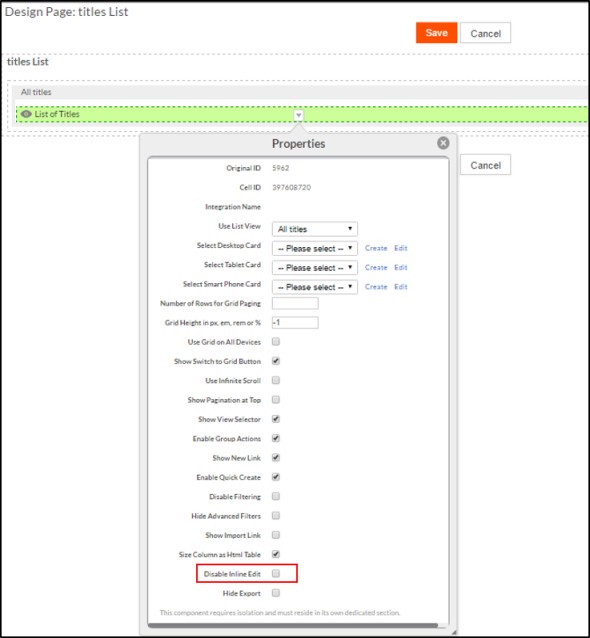 Design Page: titles List
Save Cancel
titles List
All titles
List of Titles
Properties
Cancel
Original ID 5962
Cell ID 397608720
Integration Name
Use List View All titles
Select Desktop Card -- Please select -- Create Edit
Select Tablet Card -- Please select -- Create Edit
Select Smart Phone Card -- Please select -- Create Edit
Number of Rows for Grid Paging
Grid Height in px, em, rem or % -1
Use Grid on All Devices
Show Switch to Grid Button
Use Infinite Scroll
Show Pagination at Top
Show View Selector
Enable Group Actions
Show New Link
Enable Quick Create
Disable Filtering
Hide Advanced Filters
Show Import Link
Size Column as Html Table
Disable Inline Edit
Hide Export
This component requires isolation and must reside in its own dedicated section.